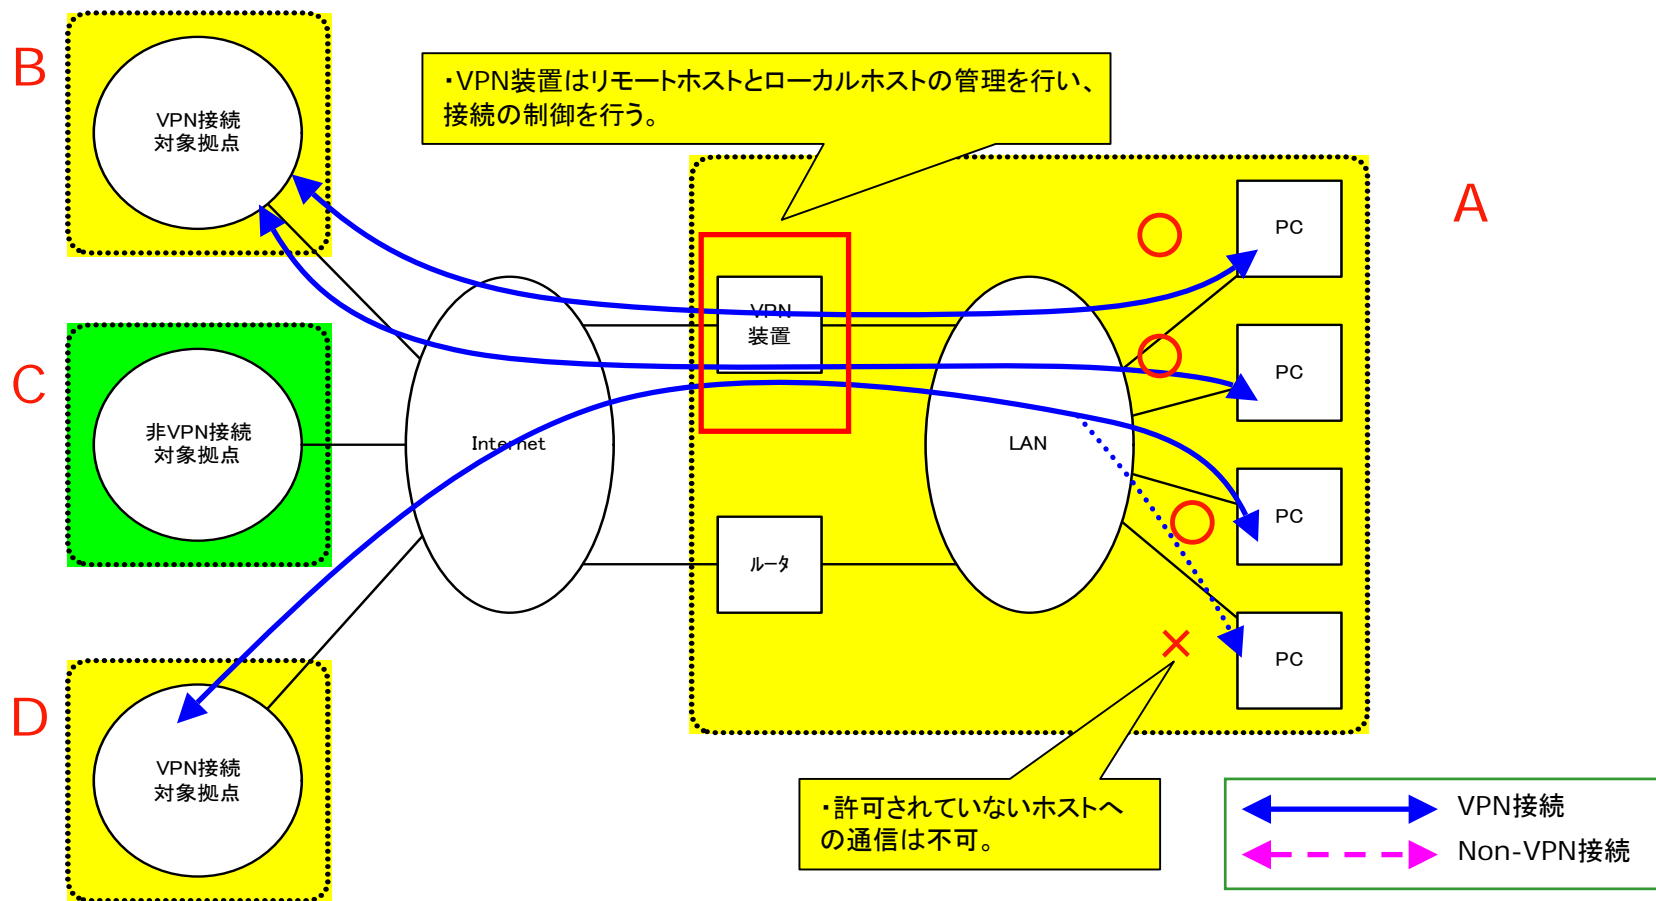 B
VPN接続
対象拠点
・VPN装置はリモートホストとローカルホストの管理を行い、
接続の制御を行う。
A
PC
VPN
装置
PC
C
非VPN接続
対象拠点
Internet
LAN
PC
ルータ
PC
D
VPN接続
対象拠点
・許可されていないホストへ
の通信は不可。
VPN接続
Non-VPN接続